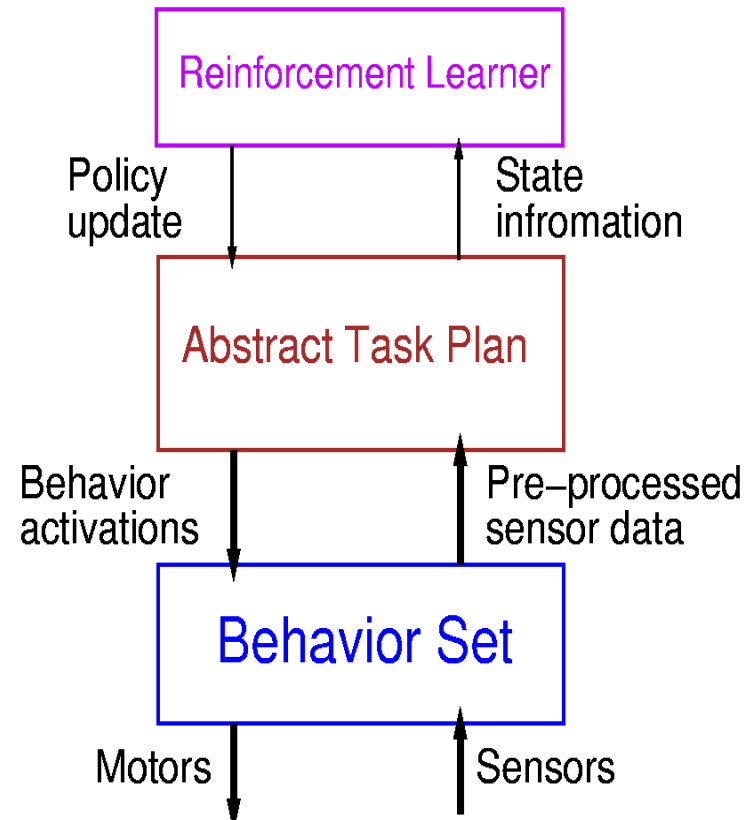 Reinforcement Learner
Policy
update
State
infromation
Abstract Task Plan
Behavior
activations
Pre−processed
sensor data
Behavior Set
Motors
Sensors